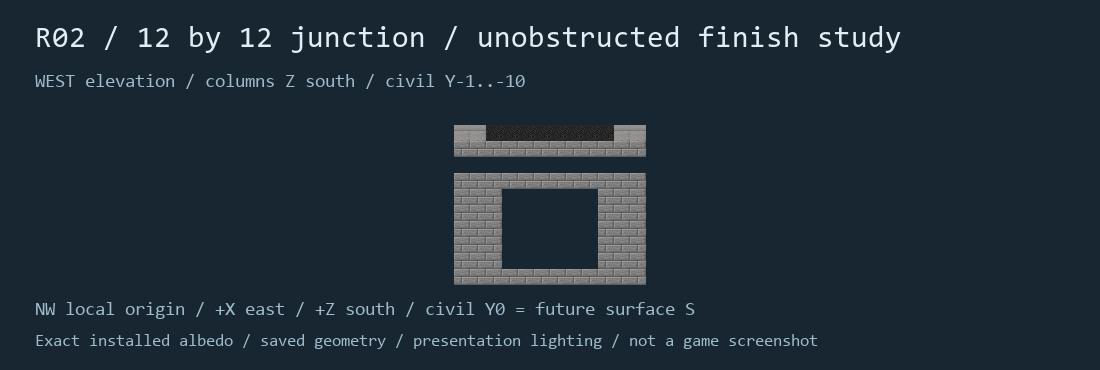 R02 / 12 by 12 junction / unobstructed finish study
WEST elevation / columns Z south / civil Y-1..-10
NW local origin / +X east / +Z south / civil Y0 = future surface S
Exact installed albedo / saved geometry / presentation lighting / not a game screenshot